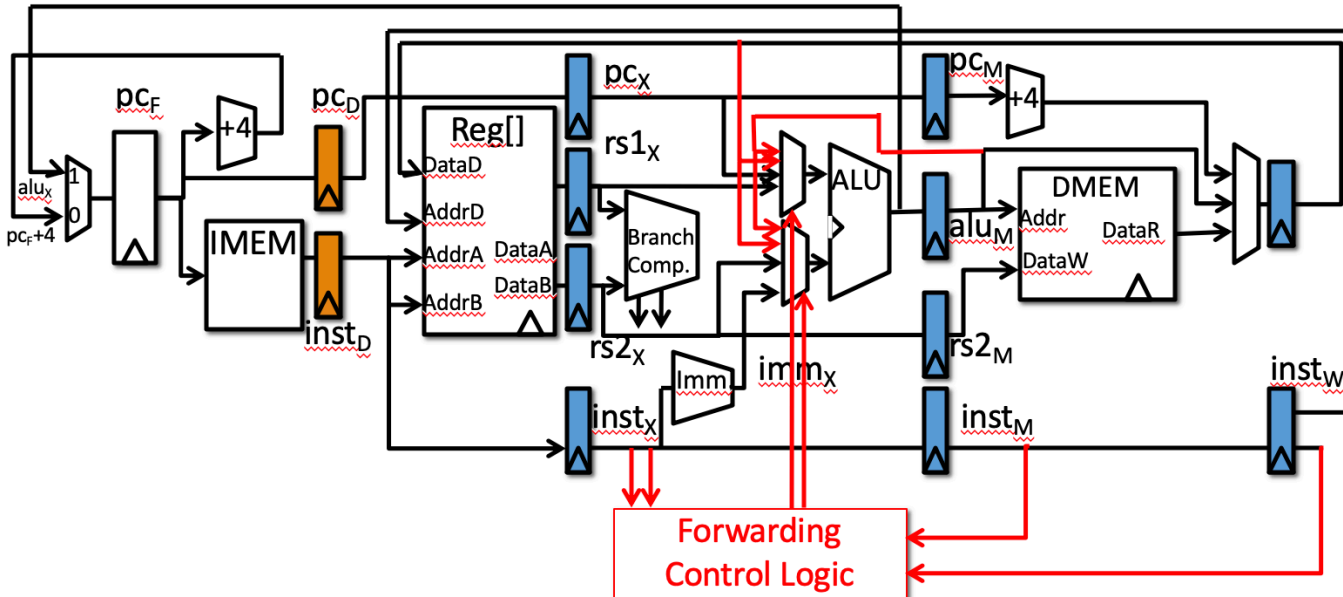 pc_F
pc_D
pc_X
pc_M
+4
+4
Reg[]
rs1_X
DataD
ALU
DMEM
1
alu_X
0
pc_F+4
AddrD
Addr
alu_M
IMEM
AddrA
DataA
Branch
Comp.
DataR
DataB
DataW
AddrB
inst_D
rs2_X
rs2_M
Imm.
imm_X
inst_W
inst_X
inst_M
Forwarding
Control Logic